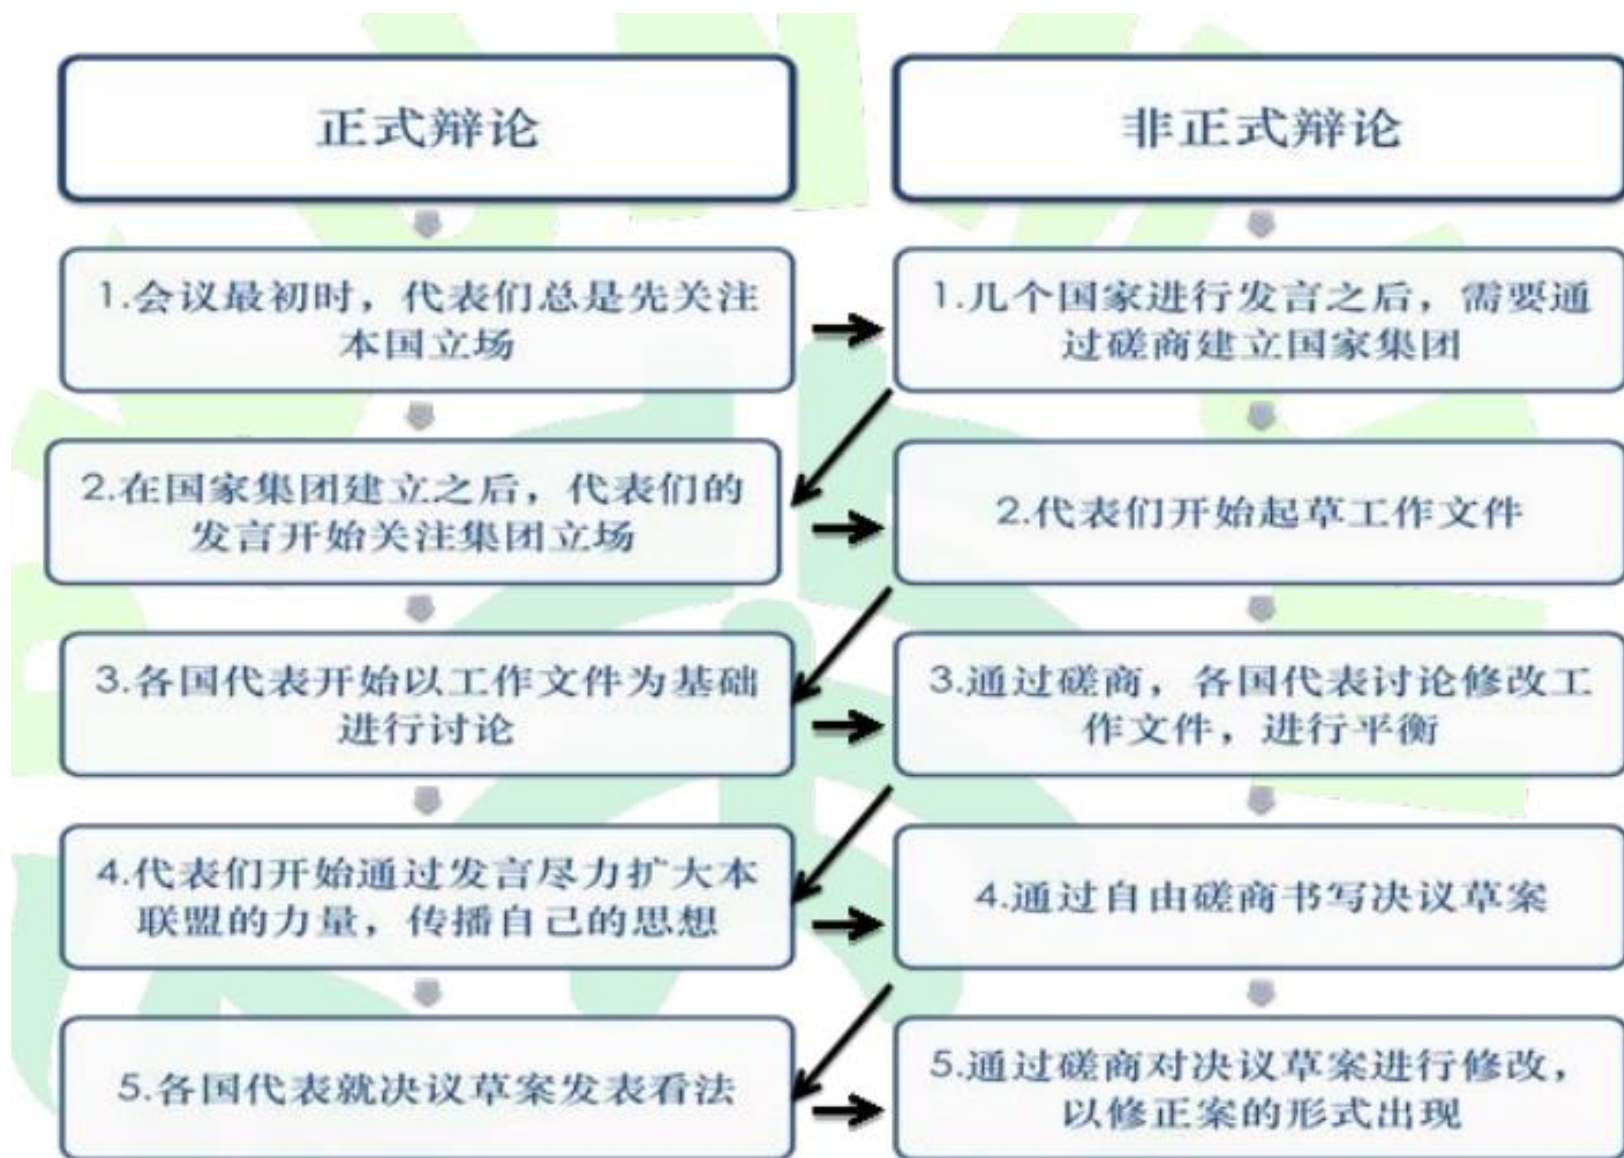 正式辩论
非正式辩论
1.会议最初时，代表们总是先关注
本国立场
1.几个国家进行发言之后，需要通
过磋商建立国家集团
2.在国家集团建立之后，代表们的
发言开始关注集团立场
2.代表们开始起草工作文件
3.各国代表开始以工作文件为基础
进行讨论
3.通过磋商，各国代表讨论修改工
作文件，进行平衡
4.代表们开始通过发言尽力扩大本
联盟的力量，传播自己的思想
4.通过自由磋商书写决议草案
5.各国代表就决议草案发表看法
5.通过磋商对决议草案进行修改，
以修正案的形式出现